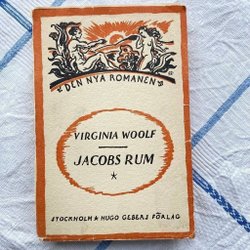 DEN NYA ROMANEN
VIRGINIA WOOLF
JACOBS RUM
STOCKHOLM * HUGO GEBERS FÖRLAG